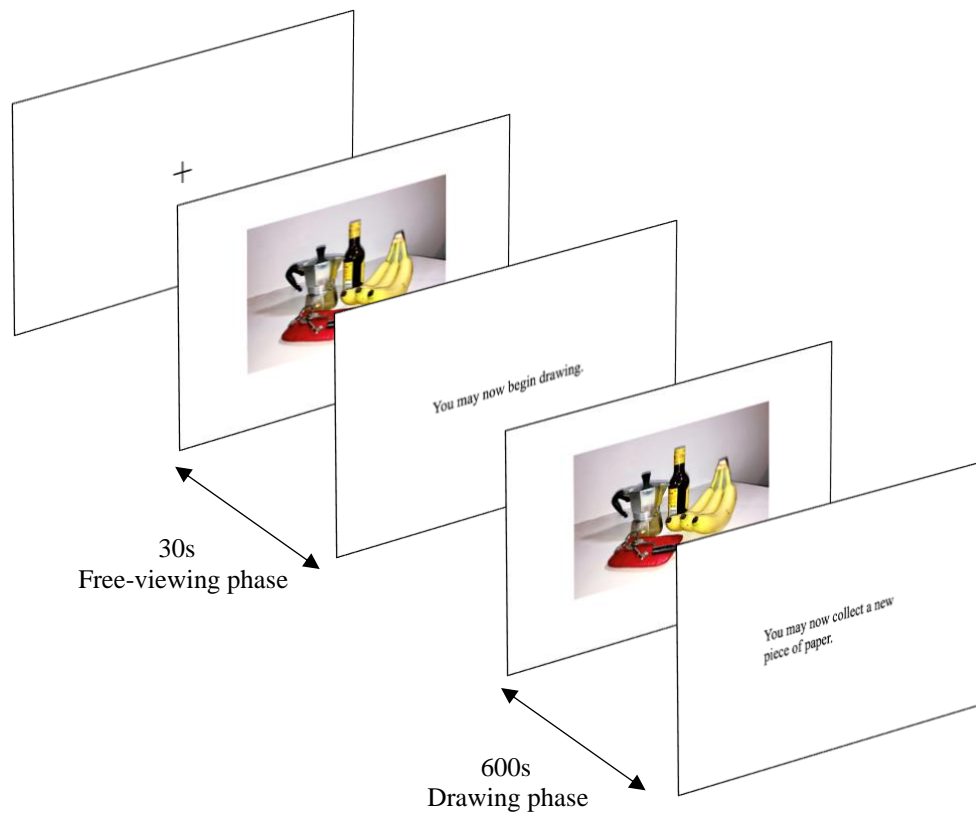 You may now begin drawing.
30s
Free-viewing phase
You may now collect a new
piece of paper.
600s
Drawing phase